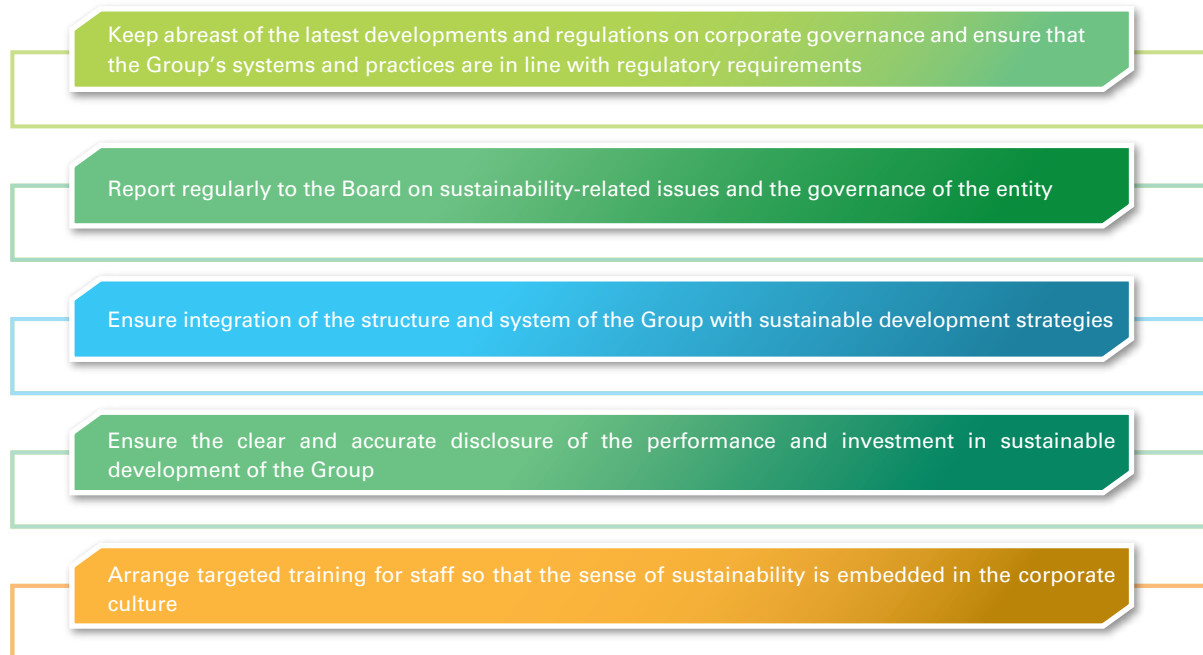 Keep abreast of the latest developments and regulations on corporate governance and ensure that
the Group’s systems and practices are in line with regulatory requirements
Report regularly to the Board on sustainability-related issues and the governance of the entity
Ensure integration of the structure and system of the Group with sustainable development strategies
Ensure the clear and accurate disclosure of the performance and investment in sustainable
development of the Group
Arrange targeted training for staff so that the sense of sustainability is embedded in the corporate
culture